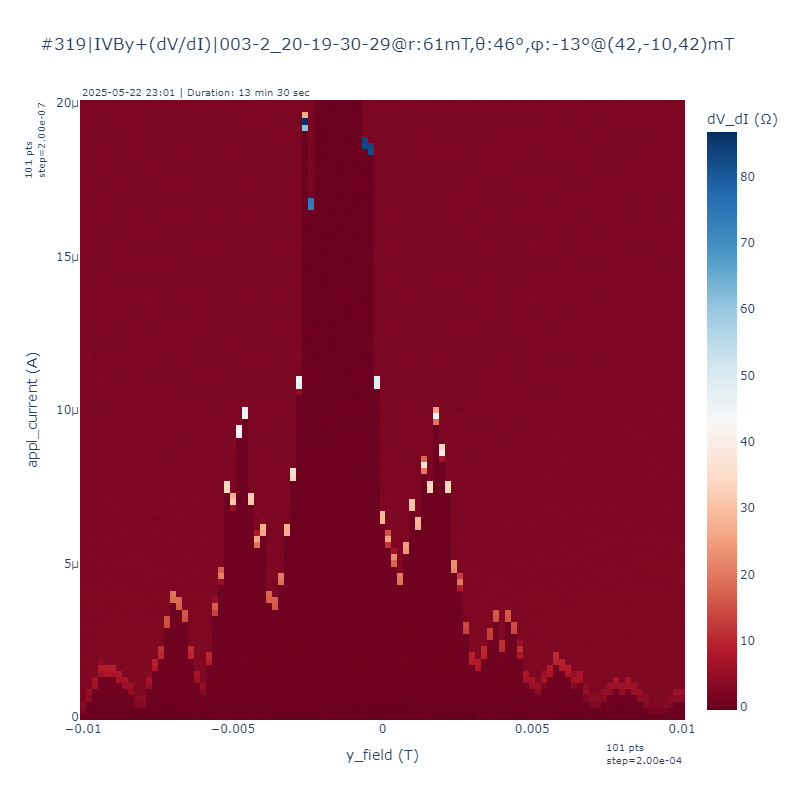 #319|IVBy+(dV/dI)|003-2_20-19-30-29@r:61mT,θ:46°,φ:-13°@(42,-10,42)mT
2025-05-22 23:01 | Duration: 13 min 30 sec
101 pts
step=2.00e-07
appl_current (A)
20μ
15μ
10μ
5μ
0
−0.01
−0.005
0
0.005
0.01
y_field (T)
101 pts
step=2.00e-04
dV_dI (Ω)
80
70
60
50
40
30
20
10
0